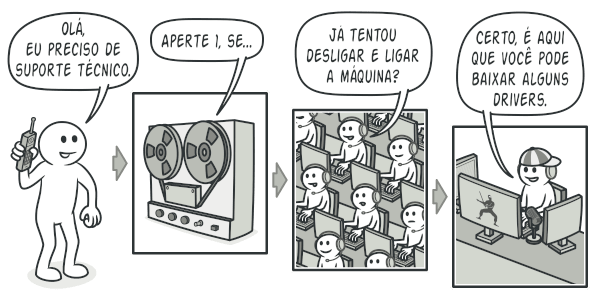 OLÁ,
EU PRECISO DE
SUPORTE TÉCNICO.
APERTE 1, SE...
JÁ TENTOU
DESLIGAR E LIGAR
A MÁQUINA?
CERTO, É AQUI
QUE VOCÊ PODE
BAIXAR ALGUNS
DRIVERS.